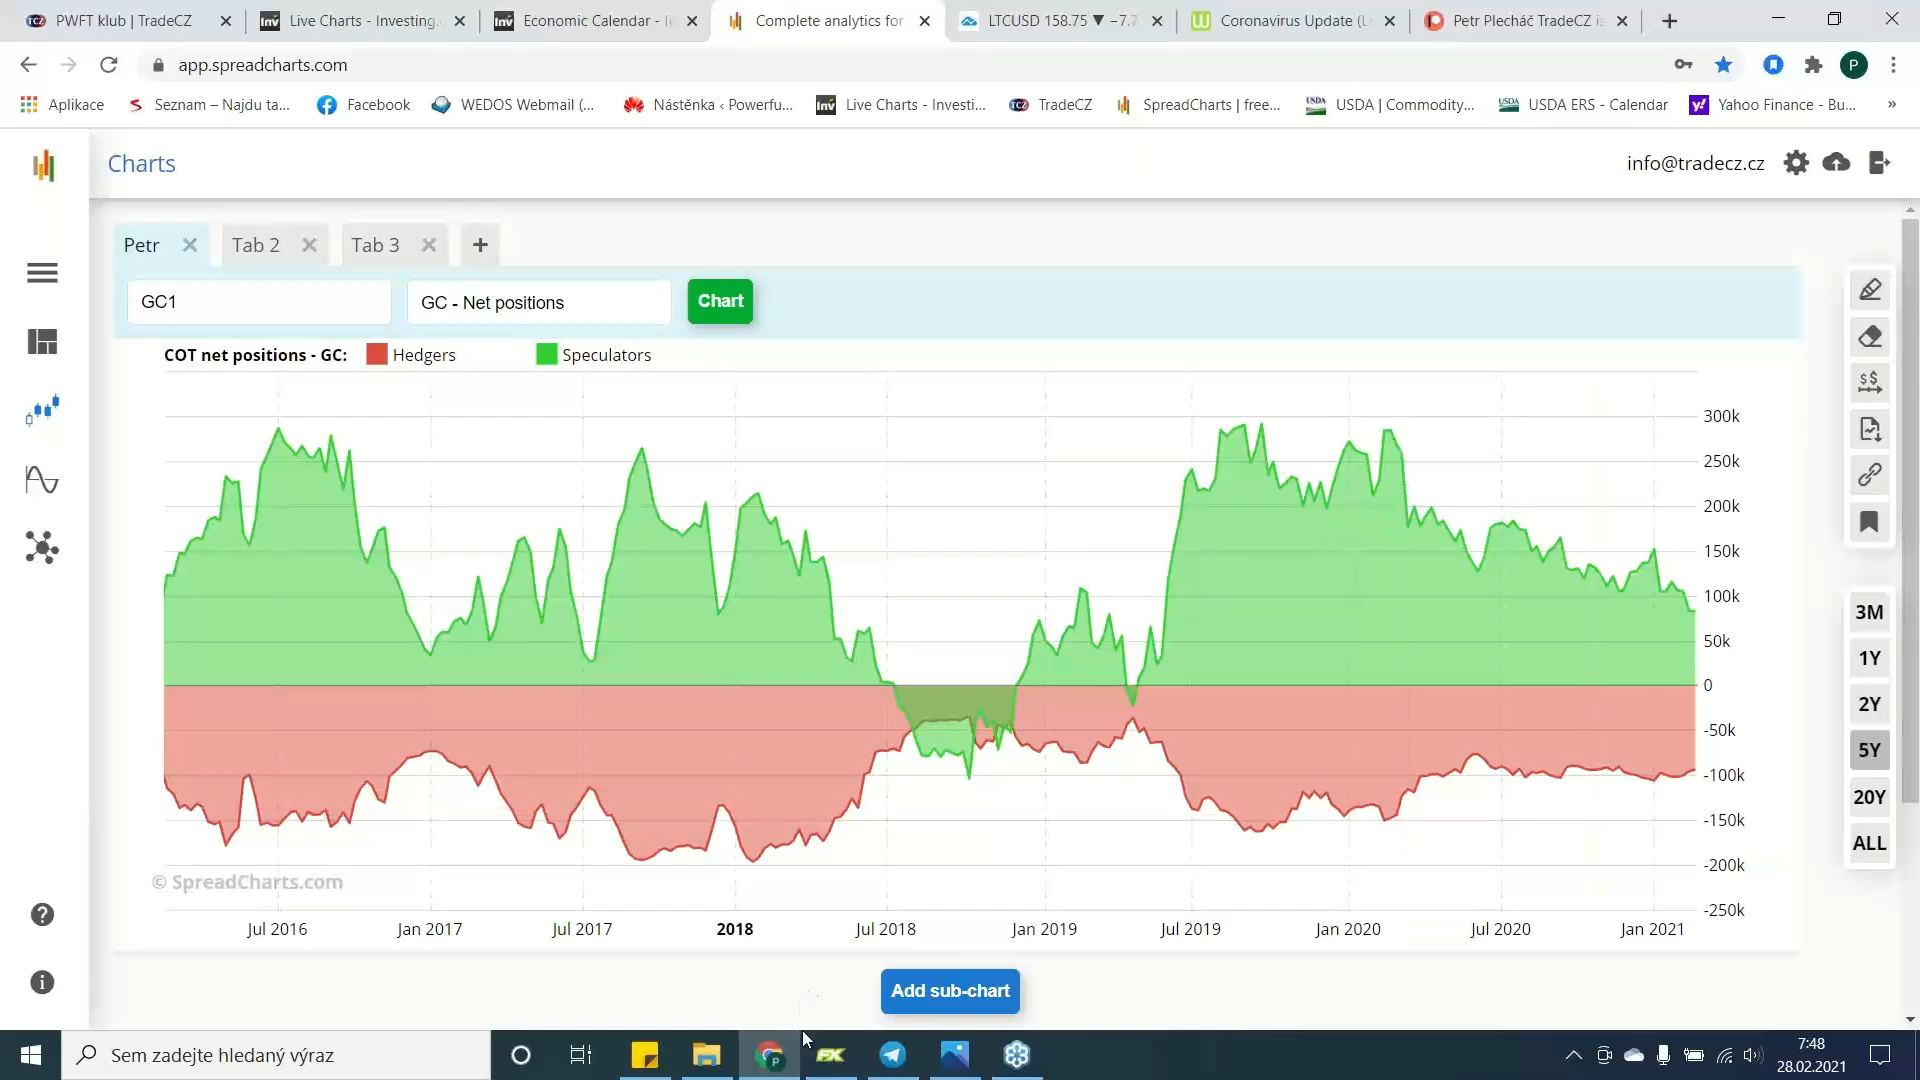 PWFT klub | TradeCZ
Live Charts - Investing.
Economic Calendar - I
Complete analytics for
LTCUSD 158.75 ▼ −7.7
Coronavirus Update (L
Petr Plecháč TradeCZ is
app.spreadcharts.com
P
Aplikace
Seznam – Najdu ta...
Facebook
WEDOS Webmail (...
Nástěnka ‹ Powerfu...
Live Charts - Investi...
TradeCZ
SpreadCharts | free...
USDA | Commodity...
USDA ERS - Calendar
Yahoo Finance - Bu...
»
Charts
info@tradecz.cz
Petr
Tab 2
Tab 3
GC1
GC - Net positions
Chart
COT net positions - GC:
Hedgers
Speculators
300k
250k
200k
150k
100k
50k
0
-50k
-100k
-150k
-200k
-250k
© SpreadCharts.com
Jul 2016
Jan 2017
Jul 2017
2018
Jul 2018
Jan 2019
Jul 2019
Jan 2020
Jul 2020
Jan 2021
3M
1Y
2Y
5Y
20Y
ALL
Add sub-chart
Sem zadejte hledaný výraz
FX
7:48
28.02.2021